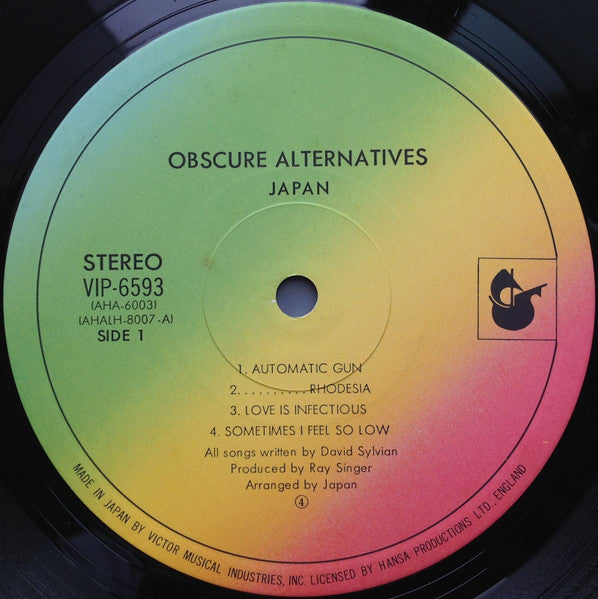 OBSCURE ALTERNATIVES
JAPAN
STEREO
VIP-6593
(AHA-6003)
(AHALH-8007-A)
SIDE 1
1. AUTOMATIC GUN
2. . . . . . . . . . RHODESIA
3. LOVE IS INFECTIOUS
4. SOMETIMES I FEEL SO LOW
All songs written by David Sylvian
Produced by Ray Singer
Arranged by Japan
④
MADE IN JAPAN BY VICTOR MUSICAL INDUSTRIES, INC. LICENSED BY HANSA PRODUCTIONS LTD., ENGLAND